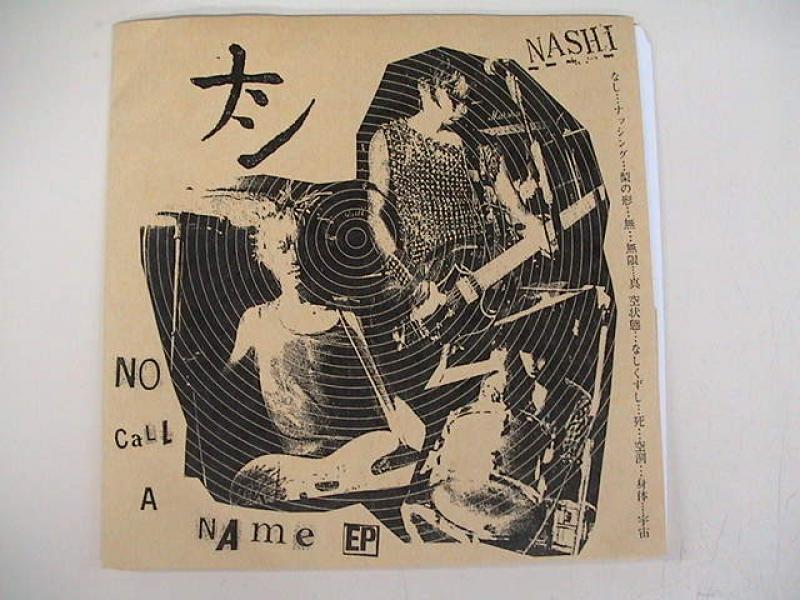 NASHI
ナシ
なし…ナッシング…梨の形…無…無限…真 空状態…なしくずし…死…空洞…身体…宇宙
NO
CaLL
A
NAme EP